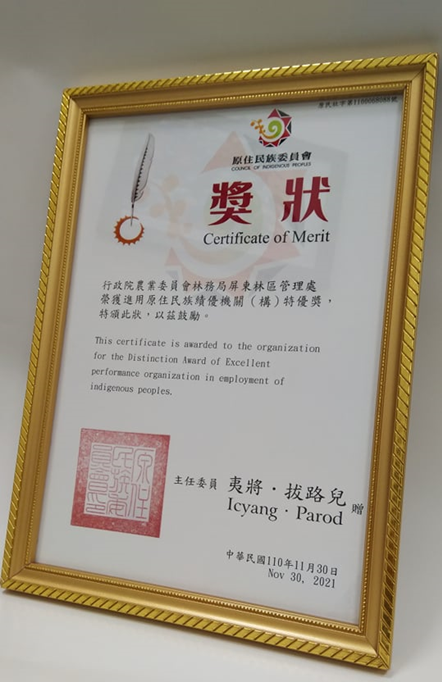 原住民族委員會
COUNCIL OF INDIGENOUS PEOPLES
獎狀
Certificate of Merit
行政院農業委員會林務局屏東林區管理處
榮獲進用原住民族績優機關（構）特優獎，
特頒此狀，以茲鼓勵。
This certificate is awarded to the organization
for the Distinction Award of Excellent
performance organization in employment of
indigenous peoples.
主任委員 夷將·拔路兒 贈
Icyang · Parod
中華民國110年11月30日
Nov 30, 2021